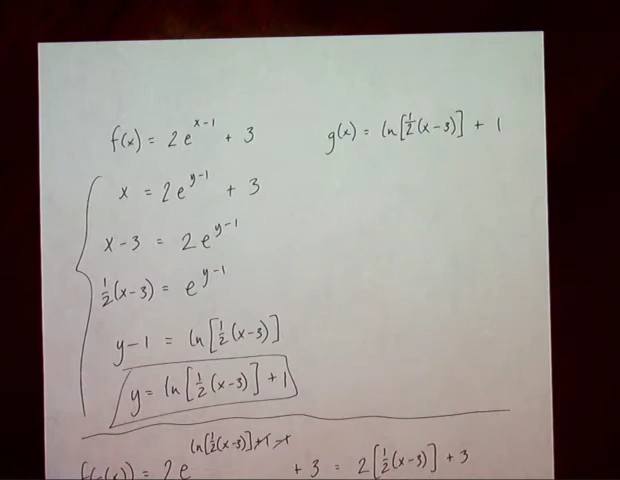 f(x) = 2e^{x-1} + 3    g(x) = ln[½(x-3)] + 1
x = 2e^{y-1} + 3
x-3 = 2e^{y-1}
½(x-3) = e^{y-1}
y-1 = ln[½(x-3)]
y = ln[½(x-3)] + 1
f(g(x)) = 2e^{ln[½(x-3)]+1-1} + 3 = 2[½(x-3)] + 3